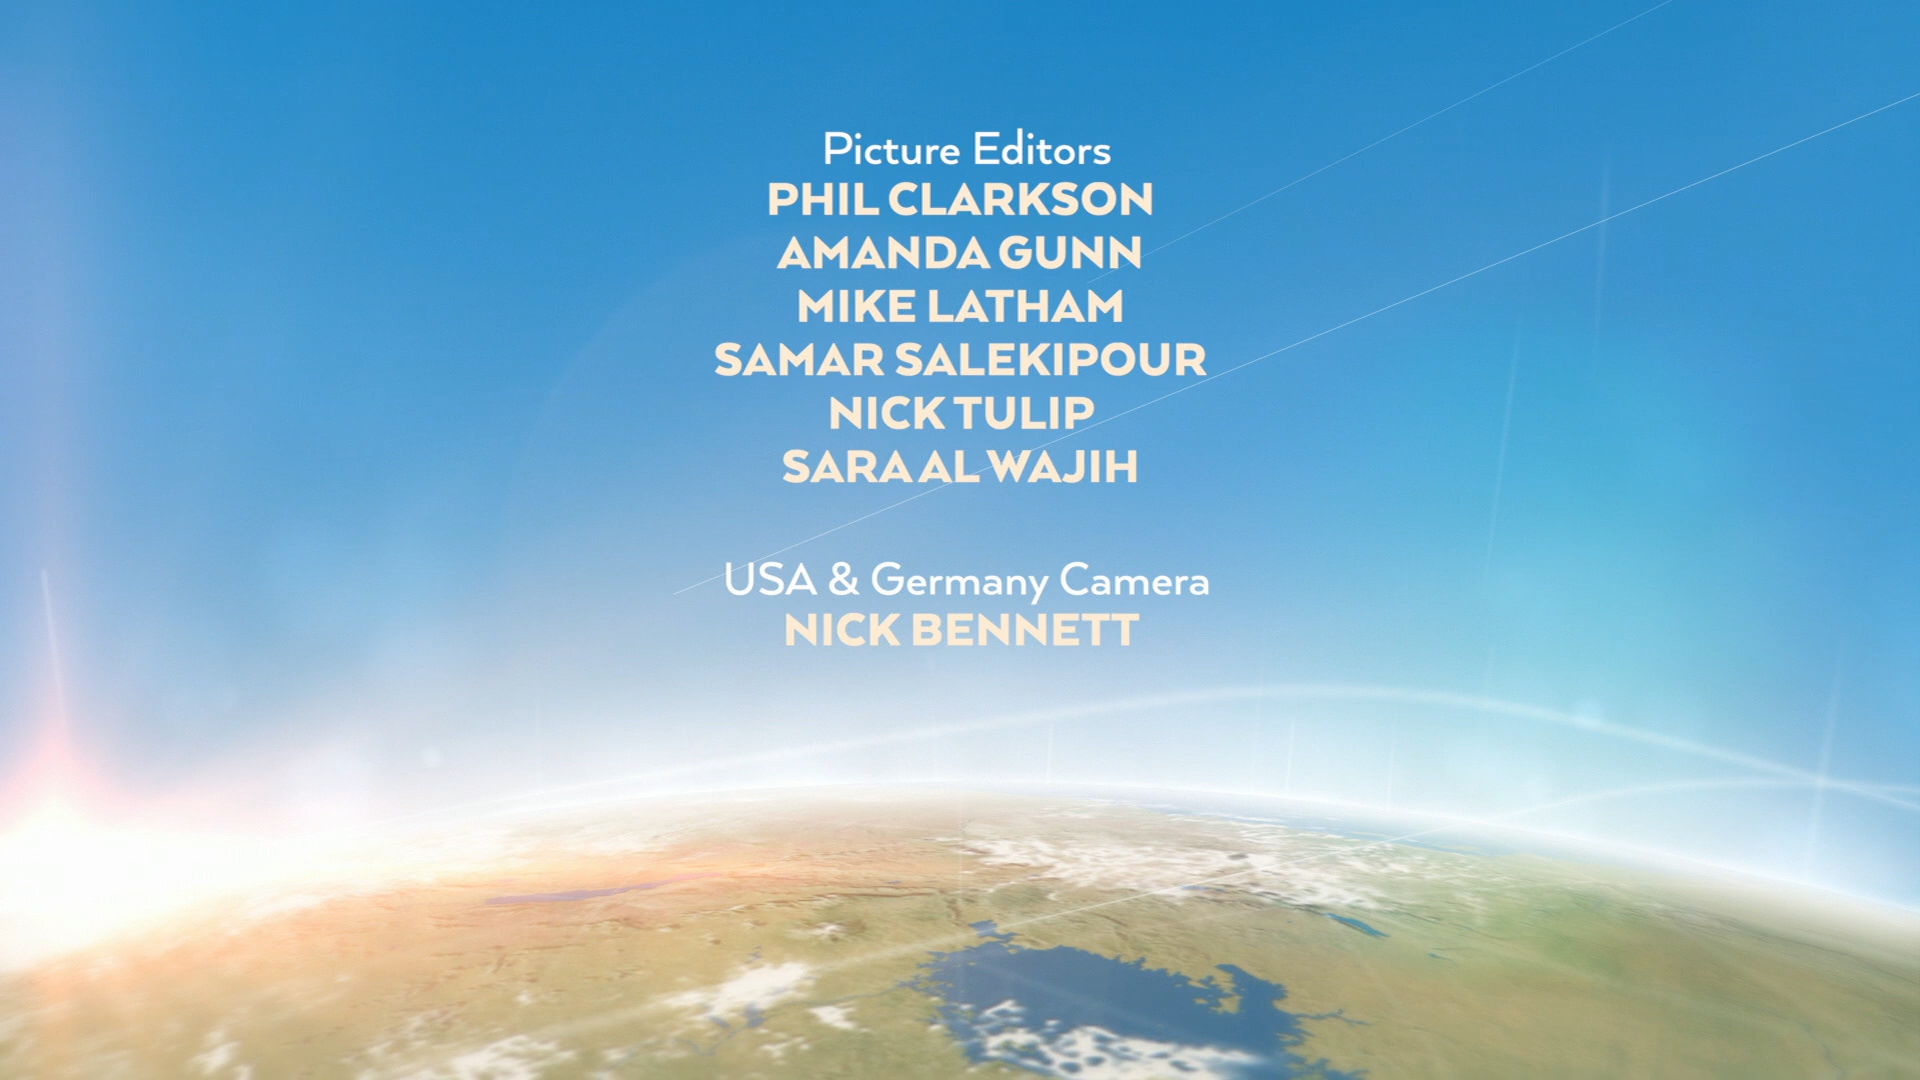 Picture Editors
PHIL CLARKSON
AMANDA GUNN
MIKE LATHAM
SAMAR SALEKIPOUR
NICK TULIP
SARA AL WAJIH
USA & Germany Camera
NICK BENNETT